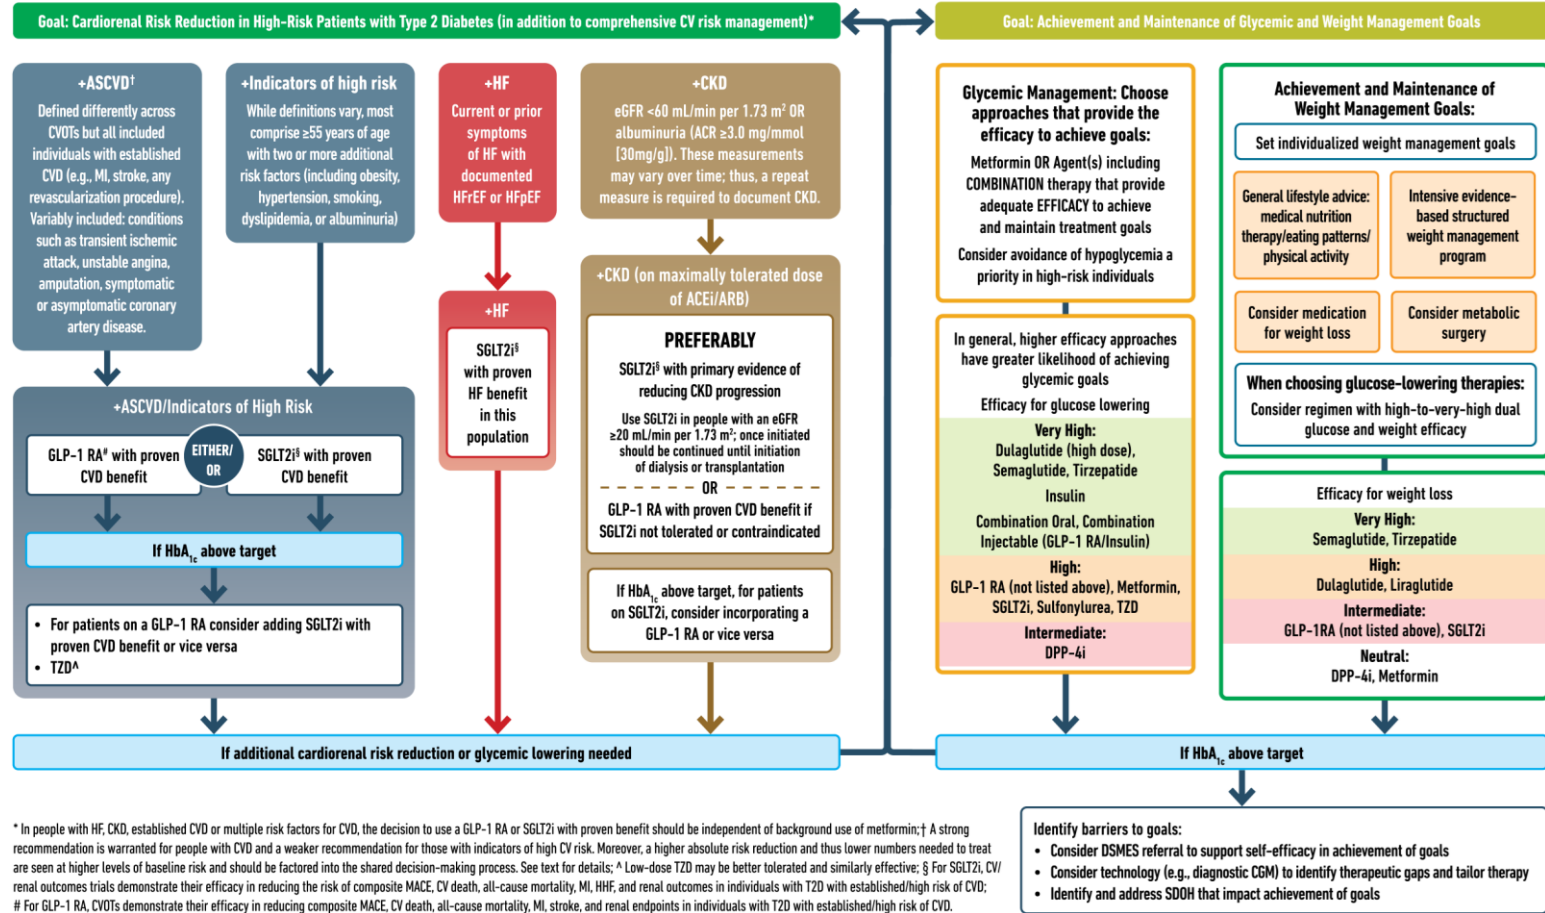 Goal: Cardiorenal Risk Reduction in High-Risk Patients with Type 2 Diabetes (in addition to comprehensive CV risk management)*
+ASCVD†
Defined differently across
CVOTs but all included
individuals with established
CVD (e.g., MI, stroke, any
revascularization procedure).
Variably included: conditions
such as transient ischemic
attack, unstable angina,
amputation, symptomatic
or asymptomatic coronary
artery disease.
+Indicators of high risk
While definitions vary, most
comprise ≥55 years of age
with two or more additional
risk factors (including obesity,
hypertension, smoking,
dyslipidemia, or albuminuria)
+ASCVD/Indicators of High Risk
GLP-1 RA# with proven
CVD benefit
EITHER/
OR
SGLT2i§ with proven
CVD benefit
If HbA1c above target
• For patients on a GLP-1 RA consider adding SGLT2i with
proven CVD benefit or vice versa
• TZD^
+HF
Current or prior
symptoms
of HF with
documented
HFrEF or HFpEF
+HF
SGLT2i§
with proven
HF benefit
in this
population
+CKD
eGFR <60 mL/min per 1.73 m² OR
albuminuria (ACR ≥3.0 mg/mmol
[30mg/g]). These measurements
may vary over time; thus, a repeat
measure is required to document CKD.
+CKD (on maximally tolerated dose
of ACEi/ARB)
PREFERABLY
SGLT2i§ with primary evidence of
reducing CKD progression
Use SGLT2i in people with an eGFR
≥20 mL/min per 1.73 m²; once initiated
should be continued until initiation
of dialysis or transplantation
OR
GLP-1 RA with proven CVD benefit if
SGLT2i not tolerated or contraindicated
If HbA1c above target, for patients
on SGLT2i, consider incorporating a
GLP-1 RA or vice versa
If additional cardiorenal risk reduction or glycemic lowering needed
Goal: Achievement and Maintenance of Glycemic and Weight Management Goals
Glycemic Management: Choose
approaches that provide the
efficacy to achieve goals:
Metformin OR Agent(s) including
COMBINATION therapy that provide
adequate EFFICACY to achieve
and maintain treatment goals
Consider avoidance of hypoglycemia a
priority in high-risk individuals
In general, higher efficacy approaches
have greater likelihood of achieving
glycemic goals
Efficacy for glucose lowering
Very High:
Dulaglutide (high dose),
Semaglutide, Tirzepatide
Insulin
Combination Oral, Combination
Injectable (GLP-1 RA/Insulin)
High:
GLP-1 RA (not listed above), Metformin,
SGLT2i, Sulfonylurea, TZD
Intermediate:
DPP-4i
Achievement and Maintenance of
Weight Management Goals:
Set individualized weight management goals
General lifestyle advice:
medical nutrition
therapy/eating patterns/
physical activity
Intensive evidence-
based structured
weight management
program
Consider medication
for weight loss
Consider metabolic
surgery
When choosing glucose-lowering therapies:
Consider regimen with high-to-very-high dual
glucose and weight efficacy
Efficacy for weight loss
Very High:
Semaglutide, Tirzepatide
High:
Dulaglutide, Liraglutide
Intermediate:
GLP-1RA (not listed above), SGLT2i
Neutral:
DPP-4i, Metformin
If HbA1c above target
Identify barriers to goals:
• Consider DSMES referral to support self-efficacy in achievement of goals
• Consider technology (e.g., diagnostic CGM) to identify therapeutic gaps and tailor therapy
• Identify and address SDOH that impact achievement of goals
* In people with HF, CKD, established CVD or multiple risk factors for CVD, the decision to use a GLP-1 RA or SGLT2i with proven benefit should be independent of background use of metformin; † A strong
recommendation is warranted for people with CVD and a weaker recommendation for those with indicators of high CV risk. Moreover, a higher absolute risk reduction and thus lower numbers needed to treat
are seen at higher levels of baseline risk and should be factored into the shared decision-making process. See text for details; ^ Low-dose TZD may be better tolerated and similarly effective; § For SGLT2i, CV/
renal outcomes trials demonstrate their efficacy in reducing the risk of composite MACE, CV death, all-cause mortality, MI, HHF, and renal outcomes in individuals with T2D with established/high risk of CVD;
# For GLP-1 RA, CVOTs demonstrate their efficacy in reducing composite MACE, CV death, all-cause mortality, MI, stroke, and renal endpoints in individuals with T2D with established/high risk of CVD.